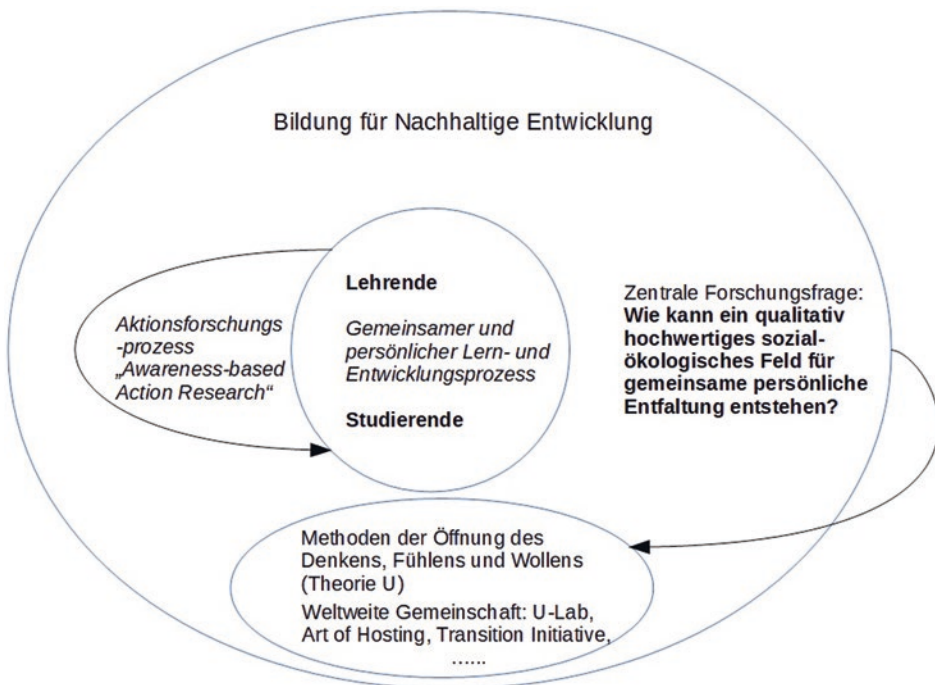 Bildung für Nachhaltige Entwicklung
Lehrende
Gemeinsamer und
persönlicher Lern- und
Entwicklungsprozess
Studierende
Aktionsforschungs
-prozess
„Awareness-based
Action Research“
Zentrale Forschungsfrage:
Wie kann ein qualitativ
hochwertiges sozial-
ökologisches Feld für
gemeinsame persönliche
Entfaltung entstehen?
Methoden der Öffnung des
Denkens, Fühlens und Wollens
(Theorie U)
Weltweite Gemeinschaft: U-Lab,
Art of Hosting, Transition Initiative,
......